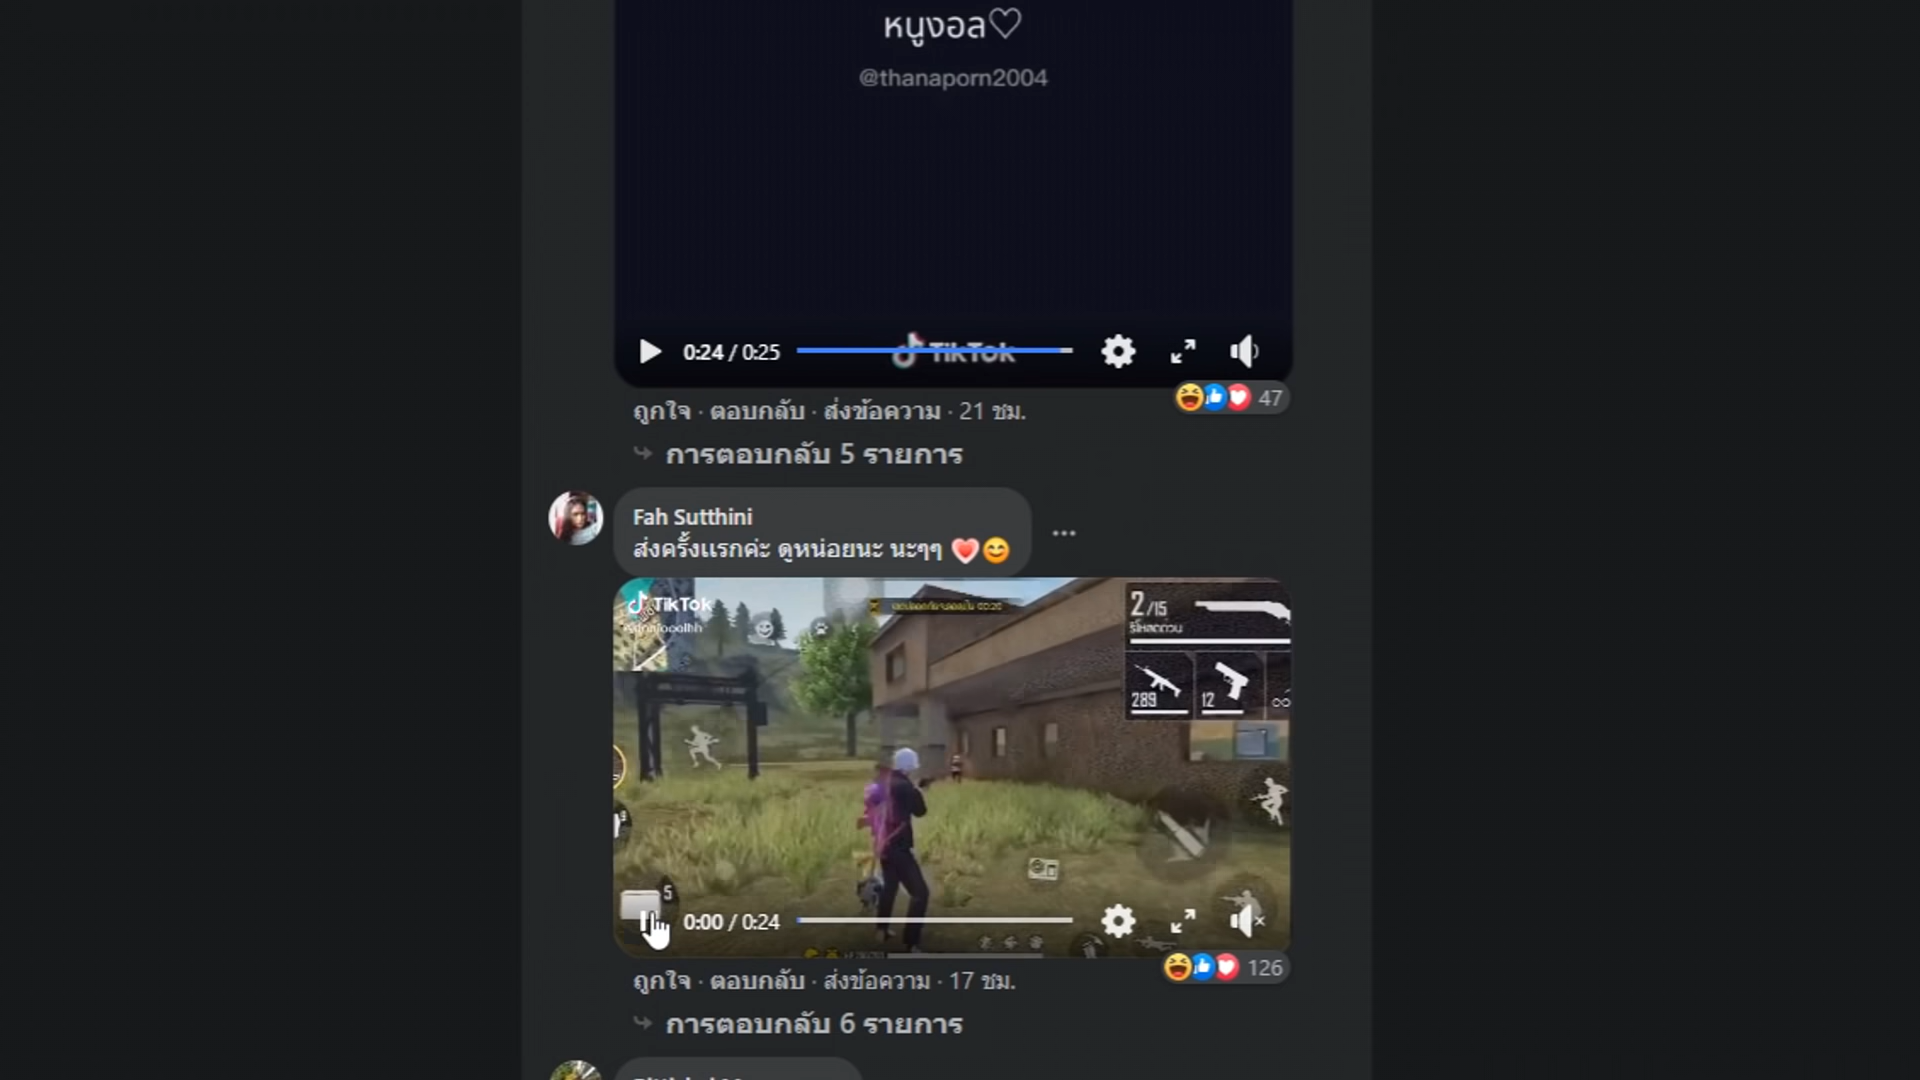 หนูงอล♡
@thanaporn2004
0:24 / 0:25
TikTok
47
ถูกใจ · ตอบกลับ · ส่งข้อความ · 21 ชม.
การตอบกลับ 5 รายการ
Fah Sutthini
ส่งครั้งแรกค่ะ ดูหน่อยนะ นะๆๆ ❤️😊
TikTok
2/15
289
12
∞
5
0:00 / 0:24
126
ถูกใจ · ตอบกลับ · ส่งข้อความ · 17 ชม.
การตอบกลับ 6 รายการ